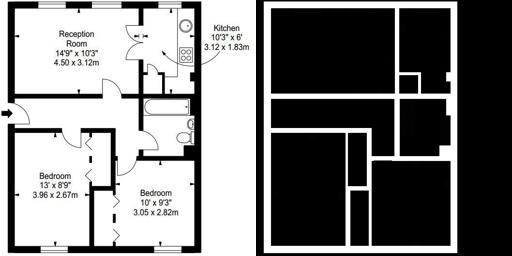 Reception
Room
14'9" x 10'3"
4.50 x 3.12m
Kitchen
10'3" x 6'
3.12 x 1.83m
Bedroom
13' x 8'9"
3.96 x 2.67m
Bedroom
10' x 9'3"
3.05 x 2.82m